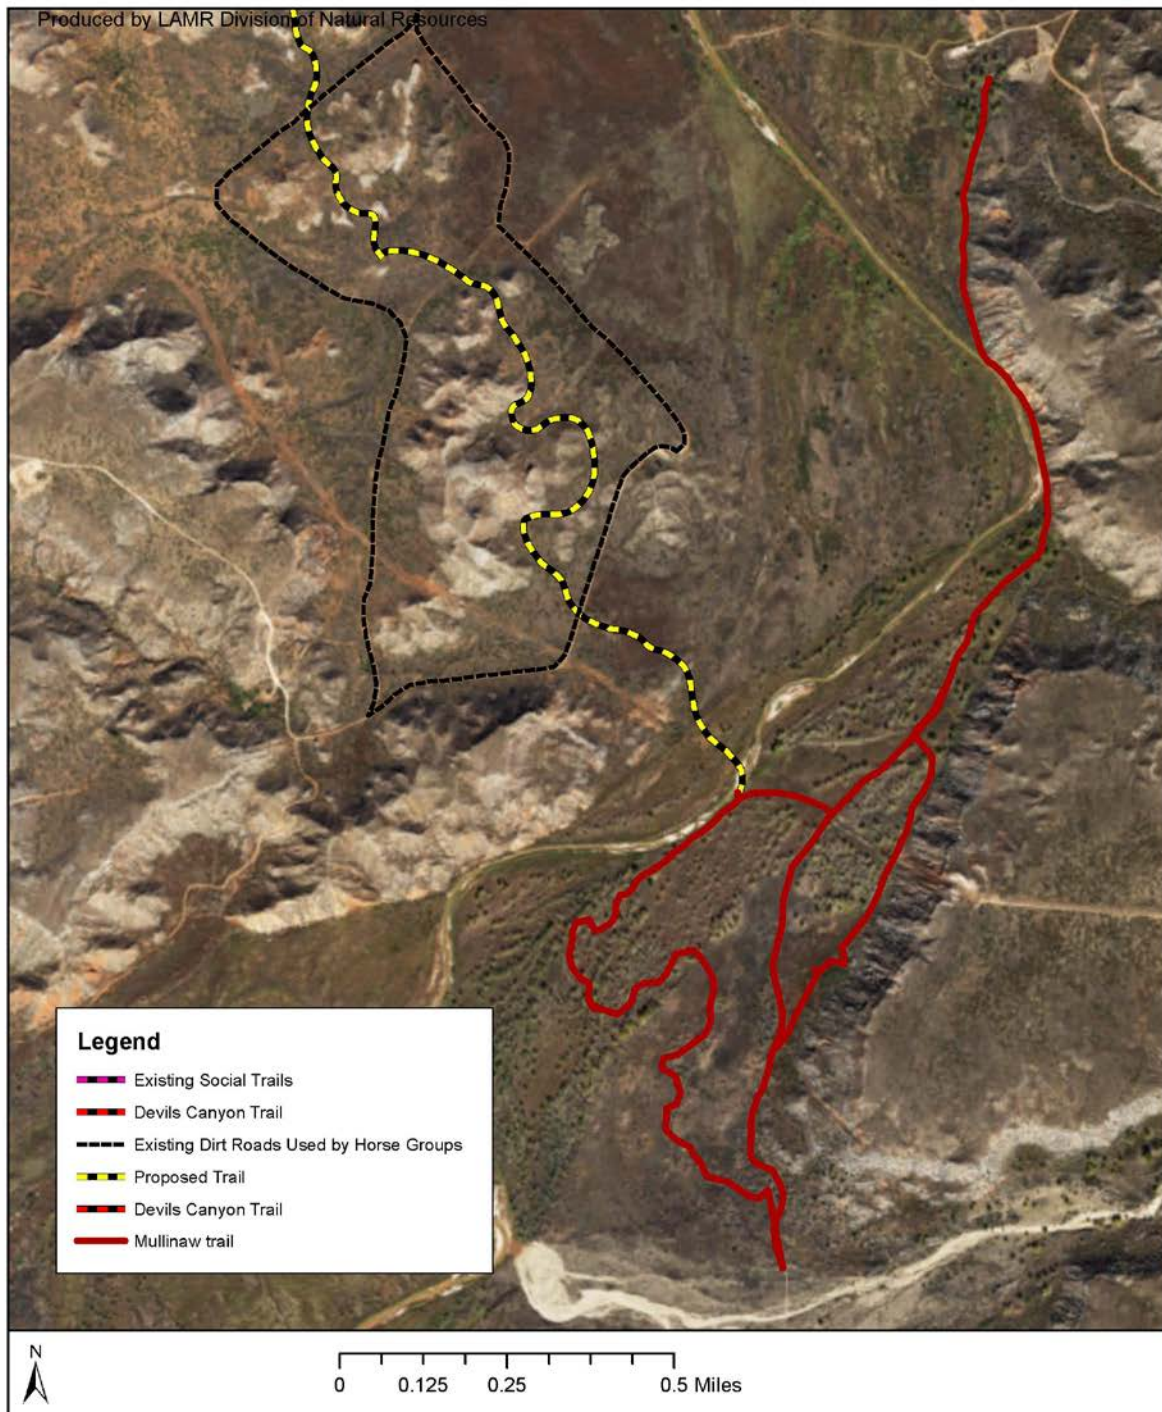 Produced by LAMR Division of Natural Resources
Legend
Existing Social Trails
Devils Canyon Trail
Existing Dirt Roads Used by Horse Groups
Proposed Trail
Devils Canyon Trail
Mullinaw trail
N
0 0.125 0.25 0.5 Miles